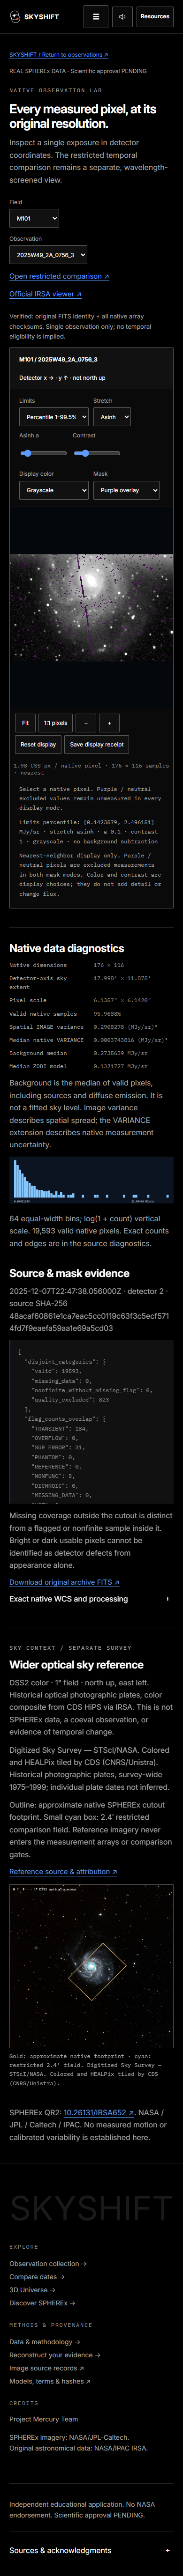 SKYSHIFT
Resources
SKYSHIFT / Return to observations ↗
REAL SPHEREx DATA · Scientific approval PENDING
NATIVE OBSERVATION LAB
Every measured pixel, at its
original resolution.
Inspect a single exposure in detector
coordinates. The restricted temporal
comparison remains a separate, wavelength-
screened view.
Field
M101
Observation
2025W49_2A_0756_3
Open restricted comparison ↗
Official IRSA viewer ↗
Verified: original FITS identity + all native array
checksums. Single observation only; no temporal
eligibility is implied.
M101 / 2025W49_2A_0756_3
Detector x → · y ↑ · not north up
Limits
Stretch
Percentile 1–99.5%
Asinh
Asinh a
Contrast
Display color
Mask
Grayscale
Purple overlay
Fit
1:1 pixels
−
+
Reset display
Save display receipt
1.90 CSS px / native pixel · 176 × 116 samples
· nearest
Select a native pixel. Purple / neutral
excluded values remain unmeasured in every
display mode.
Limits percentile: [0.1423579, 2.496151]
MJy/sr · stretch asinh · a 0.1 · contrast
1 · grayscale · no background subtraction
Nearest-neighbor display only. Purple /
neutral pixels are excluded measurements
in both mask modes. Color and contrast are
display choices; they do not add detail or
change flux.
Native data diagnostics
Native dimensions
176 × 116
Detector-axis sky
extent
17.990′ × 11.875′
Pixel scale
6.1357″ × 6.1420″
Valid native samples
95.9688%
Spatial IMAGE variance
0.2900278 (MJy/sr)²
Median native VARIANCE
Background median
0.2735639 MJy/sr
Median ZODI model
0.1321727 MJy/sr
Background is the median of valid pixels,
including sources and diffuse emission. It is
not a fitted sky level. Image variance
describes spatial spread; the VARIANCE
extension describes native measurement
uncertainty.
64 equal-width bins; log(1 + count) vertical
scale. 19,593 valid native pixels. Exact counts
and edges are in the source diagnostics.
Source & mask evidence
2025-12-07T22:47:38.056000Z · detector 2 ·
source SHA-256
48acaf60861e1ca7eac5cc0119c63f3c5ecf571
4fd7f9eaefa59aa1e69a5cd03
{
"disjoint_categories": {
"valid": 19593,
"missing_data": 0,
"nonfinite_without_missing_flag": 0,
"quality_excluded": 823
},
"flag_counts_overlap": {
"TRANSIENT": 104,
"OVERFLOW": 0,
"SUR_ERROR": 31,
"PHANTOM": 0,
"REFERENCE": 0,
"NONFUNC": 5,
"DICHROIC": 0,
"MISSING_DATA": 0,
Missing coverage outside the cutout is distinct
from a flagged or nonfinite sample inside it.
Bright or dark usable pixels cannot be
identified as detector defects from
appearance alone.
Download original archive FITS ↗
Exact native WCS and processing
+
SKY CONTEXT / SEPARATE SURVEY
Wider optical sky reference
DSS2 color · 1° field · north up, east left.
Historical optical photographic plates, color
composite from CDS HiPS via IRSA. This is not
SPHEREx data, a coeval observation, or
evidence of temporal change.
Digitized Sky Survey — STScI/NASA. Colored
and HEALPix tiled by CDS (CNRS/Unistra).
Historical photographic plates, survey-wide
1975–1999; individual plate dates not inferred.
Outline: approximate native SPHEREx cutout
footprint. Small cyan box: 2.4′ restricted
comparison field. Reference imagery never
enters the measurement arrays or comparison
gates.
Reference source & attribution ↗
Gold: approximate native footprint · cyan:
restricted 2.4′ field. Digitized Sky Survey —
STScI/NASA. Colored and HEALPix tiled by CDS
(CNRS/Unistra).
SPHEREx QR2: 10.26131/IRSA652 ↗. NASA /
JPL / Caltech / IPAC. No measured motion or
calibrated variability is established here.
SKYSHIFT
EXPLORE
Observation collection →
Compare dates →
3D Universe →
Discover SPHEREx →
METHODS & PROVENANCE
Data & methodology →
Reconstruct your evidence →
Image source records ↗
Models, terms & hashes ↗
CREDITS
Project Mercury Team
SPHEREx imagery: NASA/JPL-Caltech.
Original astronomical data: NASA/IPAC IRSA.
Independent educational application. No NASA
endorsement. Scientific approval PENDING.
Sources & acknowledgments
+